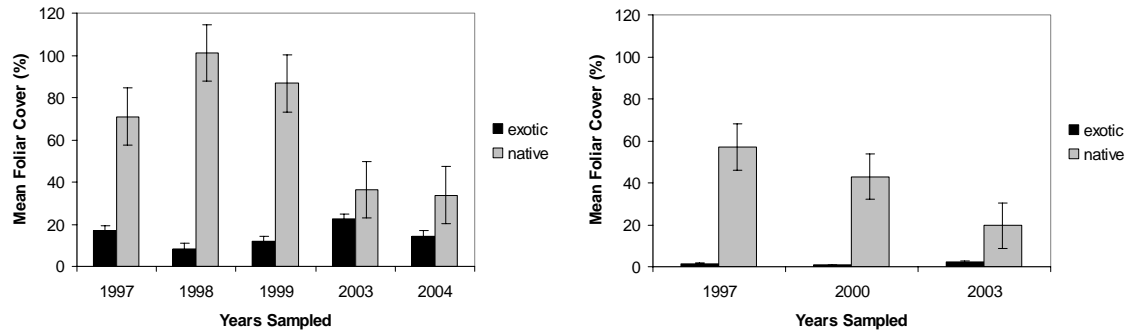 Mean Foliar Cover (%)
120
100
80
60
40
20
0
1997 1998 1999 2003 2004
Years Sampled
exotic
native
Mean Foliar Cover (%)
120
100
80
60
40
20
0
1997 2000 2003
Years Sampled
exotic
native